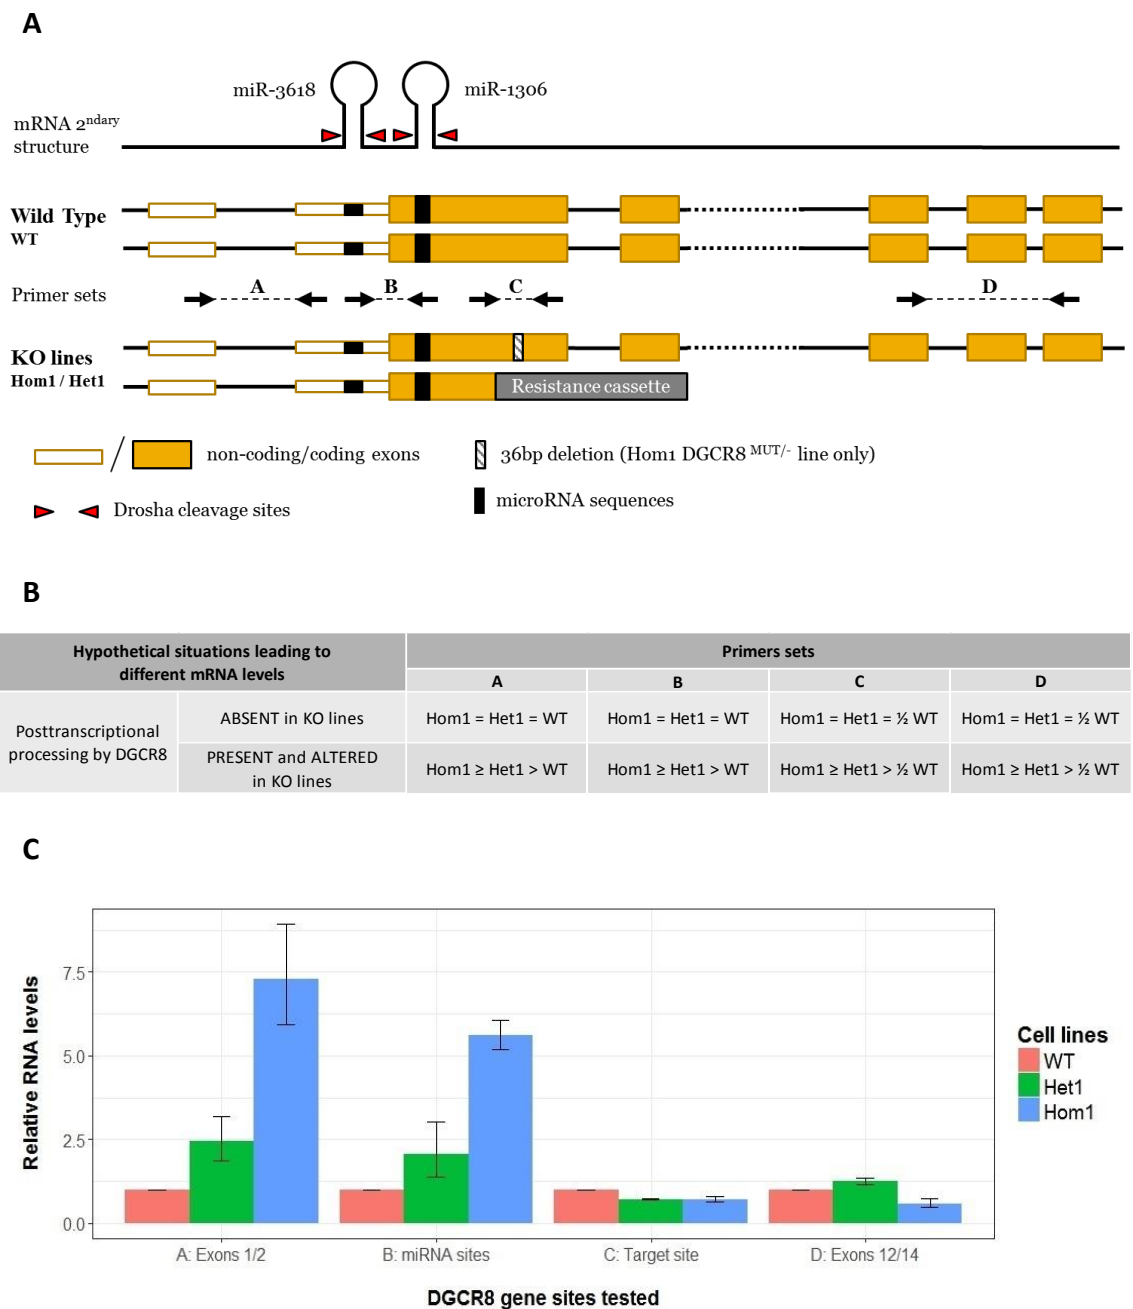 A
miR-3618
miR-1306
mRNA 2ndary
structure
Wild Type
WT
Primer sets
A
B
C
D
KO lines
Hom1 / Het1
Resistance cassette
non-coding/coding exons
36bp deletion (Hom1 DGCR8 MUT/- line only)
Drosha cleavage sites
microRNA sequences
B
Hypothetical situations leading to
different mRNA levels
Primers sets
A
B
C
D
Posttranscriptional
processing by DGCR8
ABSENT in KO lines
Hom1 = Het1 = WT
Hom1 = Het1 = WT
Hom1 = Het1 = ½ WT
Hom1 = Het1 = ½ WT
PRESENT and ALTERED
in KO lines
Hom1 ≥ Het1 > WT
Hom1 ≥ Het1 > WT
Hom1 ≥ Het1 > ½ WT
Hom1 ≥ Het1 > ½ WT
C
Relative RNA levels
7.5
5.0
2.5
0.0
A: Exons 1/2
B: miRNA sites
C: Target site
D: Exons 12/14
DGCR8 gene sites tested
Cell lines
WT
Het1
Hom1